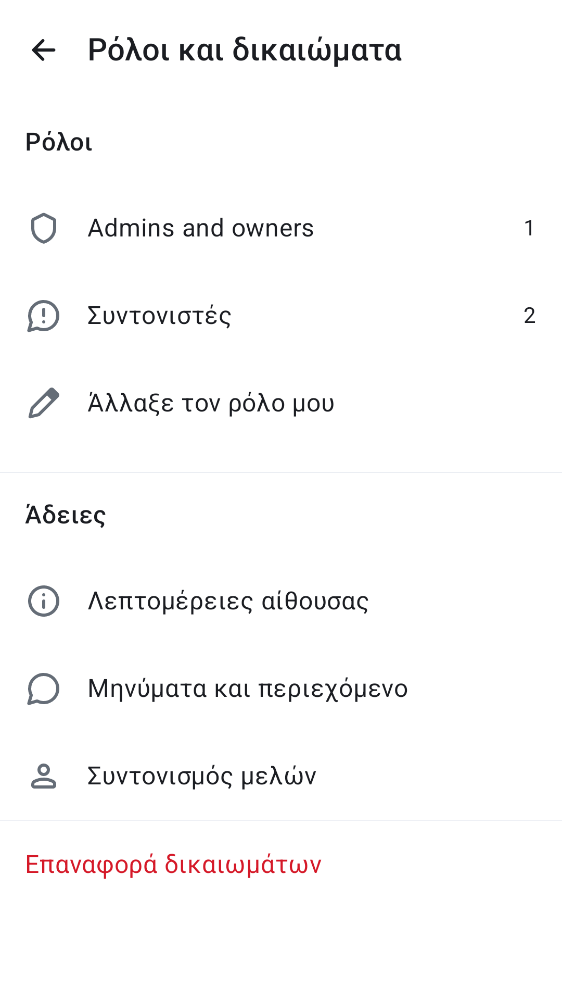 Ρόλοι και δικαιώματα
Ρόλοι
Admins and owners 1
Συντονιστές 2
Άλλαξε τον ρόλο μου
Άδειες
Λεπτομέρειες αίθουσας
Μηνύματα και περιεχόμενο
Συντονισμός μελών
Επαναφορά δικαιωμάτων